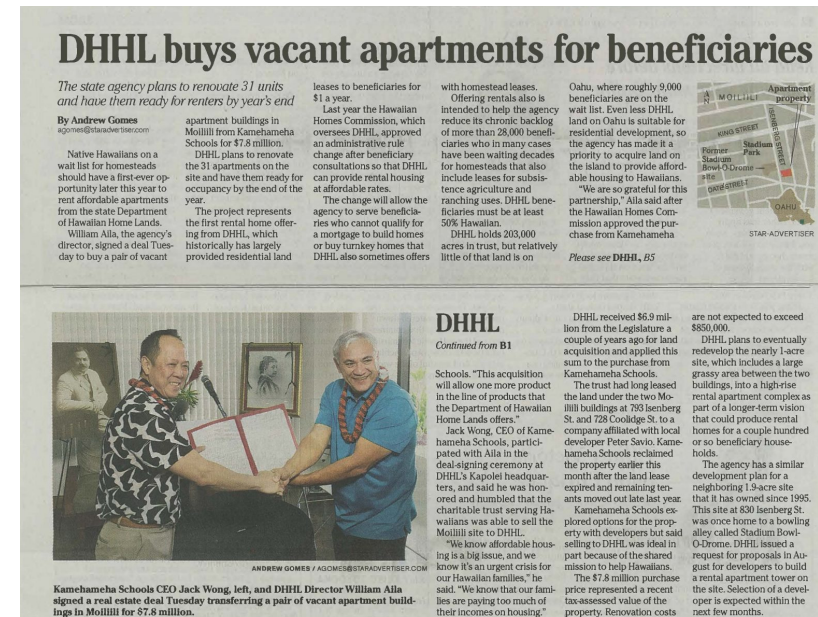 DHHL buys vacant apartments for beneficiaries
The state agency plans to renovate 31 units
and have them ready for renters by year's end
By Andrew Gomes
agomes@staradvertiser.com
Native Hawaiians on a
wait list for homesteads
should have a first-ever op-
portunity later this year to
rent affordable apartments
from the state Department
of Hawaiian Home Lands.
William Aila, the agency's
director, signed a deal Tues-
day to buy a pair of vacant
apartment buildings in
Moiliili from Kamehameha
Schools for $7.8 million.
DHHL plans to renovate
the 31 apartments on the
site and have them ready for
occupancy by the end of the
year.
The project represents
the first rental home offer-
ing from DHHL, which
historically has largely
provided residential land
leases to beneficiaries for
$1 a year.
Last year the Hawaiian
Homes Commission, which
oversees DHHL, approved
an administrative rule
change after beneficiary
consultations so that DHHL
can provide rental housing
at affordable rates.
The change will allow the
agency to serve beneficia-
ries who cannot qualify for
a mortgage to build homes
or buy turnkey homes that
DHHL also sometimes offers
with homestead leases.
Offering rentals also is
intended to help the agency
reduce its chronic backlog
of more than 28,000 benefi-
ciaries who in many cases
have been waiting decades
for homesteads that also
include leases for subsis-
tence agriculture and
ranching uses. DHHL bene-
ficiaries must be at least
50% Hawaiian.
DHHL holds 203,000
acres in trust, but relatively
little of that land is on
Oahu, where roughly 9,000
beneficiaries are on the
wait list. Even less DHHL
land on Oahu is suitable for
residential development, so
the agency has made it a
priority to acquire land on
the island to provide afford-
able housing to Hawaiians.
"We are so grateful for this
partnership," Aila said after
the Hawaiian Homes Com-
mission approved the pur-
chase from Kamehameha
Please see DHHL, B5
N
MOILIILI
Apartment
property
KING STREET
ISENBERG STREET
Former
Stadium
Bowl-O-Drome
site
Stadium
Park
DATE STREET
OAHU
STAR-ADVERTISER
ANDREW GOMES / AGOMES@STARADVERTISER.COM
Kamehameha Schools CEO Jack Wong, left, and DHHL Director William Aila
signed a real estate deal Tuesday transferring a pair of vacant apartment build-
ings in Moiliili for $7.8 million.
DHHL
Continued from B1
Schools. "This acquisition
will allow one more product
in the line of products that
the Department of Hawaiian
Home Lands offers."
Jack Wong, CEO of Kame-
hameha Schools, partici-
pated with Aila in the
deal-signing ceremony at
DHHL's Kapolei headquar-
ters, and said he was hon-
ored and humbled that the
charitable trust serving Ha-
waiians was able to sell the
Moiliili site to DHHL.
"We know affordable hous-
ing is a big issue, and we
know it's an urgent crisis for
our Hawaiian families," he
said. "We know that our fami-
lies are paying too much of
their incomes on housing."
DHHL received $6.9 mil-
lion from the Legislature a
couple of years ago for land
acquisition and applied this
sum to the purchase from
Kamehameha Schools.
The trust had long leased
the land under the two Mo-
iliili buildings at 793 Isenberg
St. and 728 Coolidge St. to a
company affiliated with local
developer Peter Savio. Kame-
hameha Schools reclaimed
the property earlier this
month after the land lease
expired and remaining ten-
ants moved out late last year.
Kamehameha Schools ex-
plored options for the prop-
erty with developers but said
selling to DHHL was ideal in
part because of the shared
mission to help Hawaiians.
The $7.8 million purchase
price represented a recent
tax-assessed value of the
property. Renovation costs
are not expected to exceed
$850,000.
DHHL plans to eventually
redevelop the nearly 1-acre
site, which includes a large
grassy area between the two
buildings, into a high-rise
rental apartment complex as
part of a longer-term vision
that could produce rental
homes for a couple hundred
or so beneficiary house-
holds.
The agency has a similar
development plan for a
neighboring 1.9-acre site
that it has owned since 1995.
This site at 830 Isenberg St.
was once home to a bowling
alley called Stadium Bowl-
O-Drome. DHHL issued a
request for proposals in Au-
gust for developers to build
a rental apartment tower on
the site. Selection of a devel-
oper is expected within the
next few months.